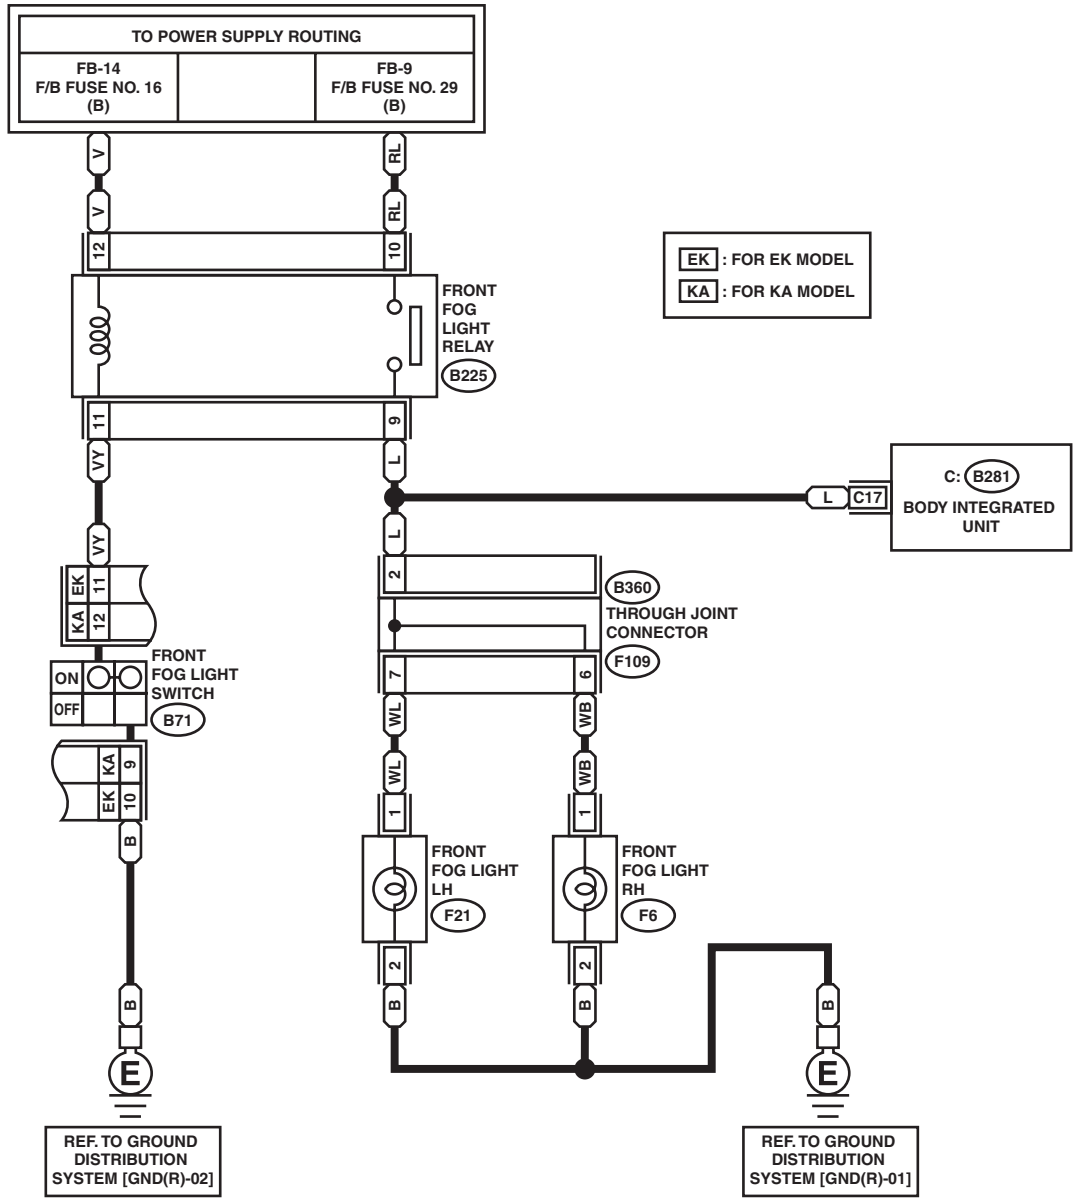 TO POWER SUPPLY ROUTING
FB-14
F/B FUSE NO. 16
(B)
FB-9
F/B FUSE NO. 29
(B)
V
RL
V
RL
12
10
EK : FOR EK MODEL
KA : FOR KA MODEL
FRONT
FOG
LIGHT
RELAY
B225
11
9
VY
L
C: B281
BODY INTEGRATED
UNIT
L
C17
VY
L
EK
11
KA
12
2
B360
THROUGH JOINT
CONNECTOR
F109
7
6
FRONT
FOG LIGHT
SWITCH
B71
ON
OFF
WL
WB
KA
9
EK
10
WL
WB
B
1
1
FRONT
FOG LIGHT
LH
F21
FRONT
FOG LIGHT
RH
F6
2
2
B
B
B
B
E
E
REF. TO GROUND
DISTRIBUTION
SYSTEM [GND(R)-02]
REF. TO GROUND
DISTRIBUTION
SYSTEM [GND(R)-01]